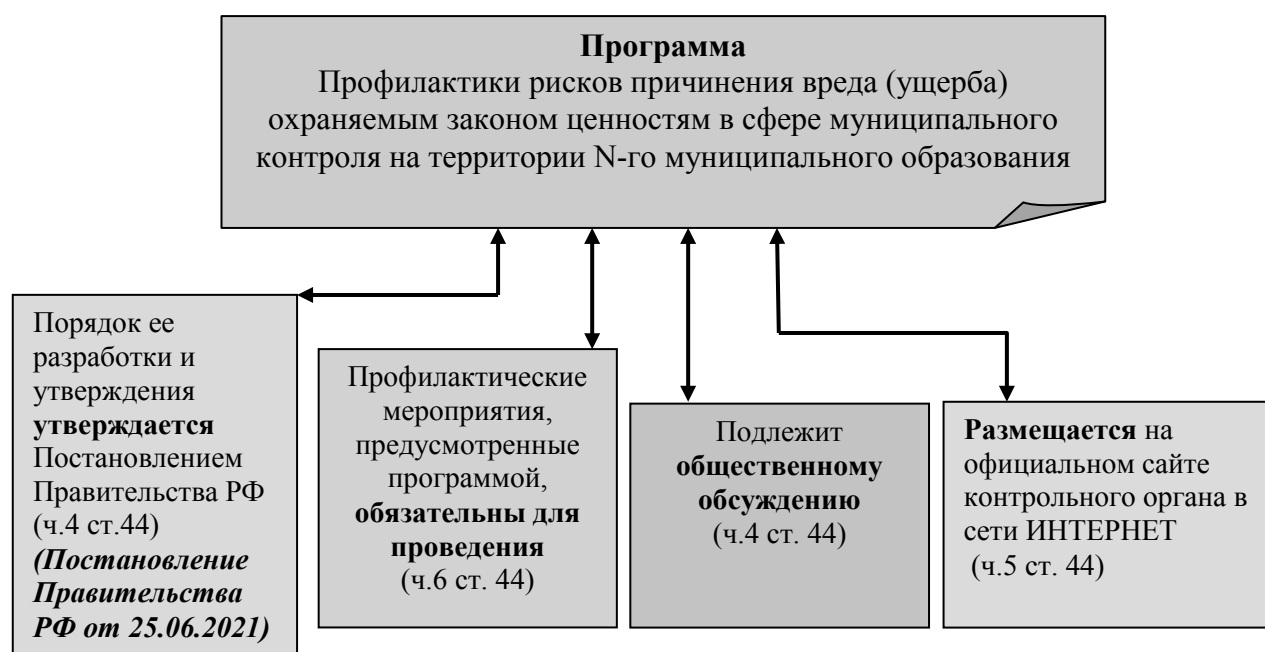 Программа
Профилактики рисков причинения вреда (ущерба)
охраняемым законом ценностям в сфере муниципального
контроля на территории N-го муниципального образования
Порядок ее
разработки и
утверждения
утверждается
Постановлением
Правительства РФ
(ч.4 ст.44)
(Постановление
Правительства
РФ от 25.06.2021)
Профилактические
мероприятия,
предусмотренные
программой,
обязательны для
проведения
(ч.6 ст. 44)
Подлежит
общественному
обсуждению
(ч.4 ст. 44)
Размещается на
официальном сайте
контрольного органа в
сети ИНТЕРНЕТ
(ч.5 ст. 44)